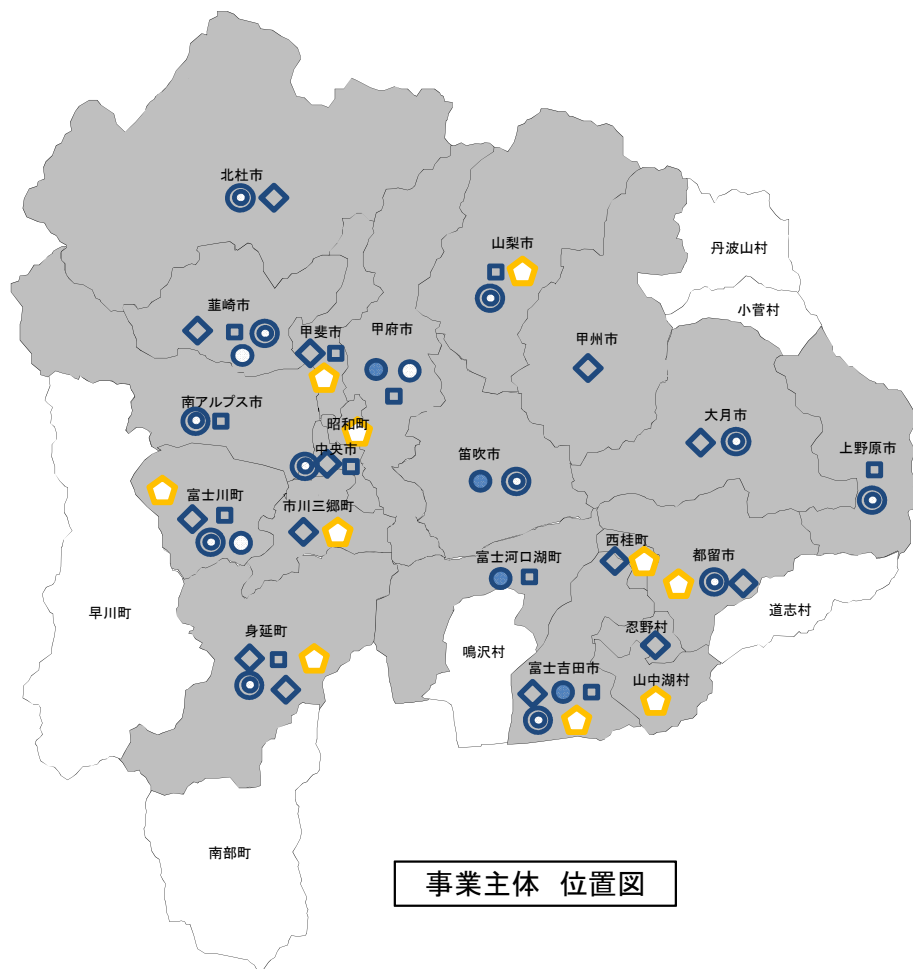 北杜市
山梨市
丹波山村
小菅村
韮崎市
甲斐市
甲府市
甲州市
南アルプス市
昭和町
大月市
中央市
笛吹市
上野原市
富士川町
市川三郷町
西桂町
都留市
富士河口湖町
早川町
道志村
身延町
忍野村
鳴沢村
富士吉田市
山中湖村
南部町
事業主体 位置図